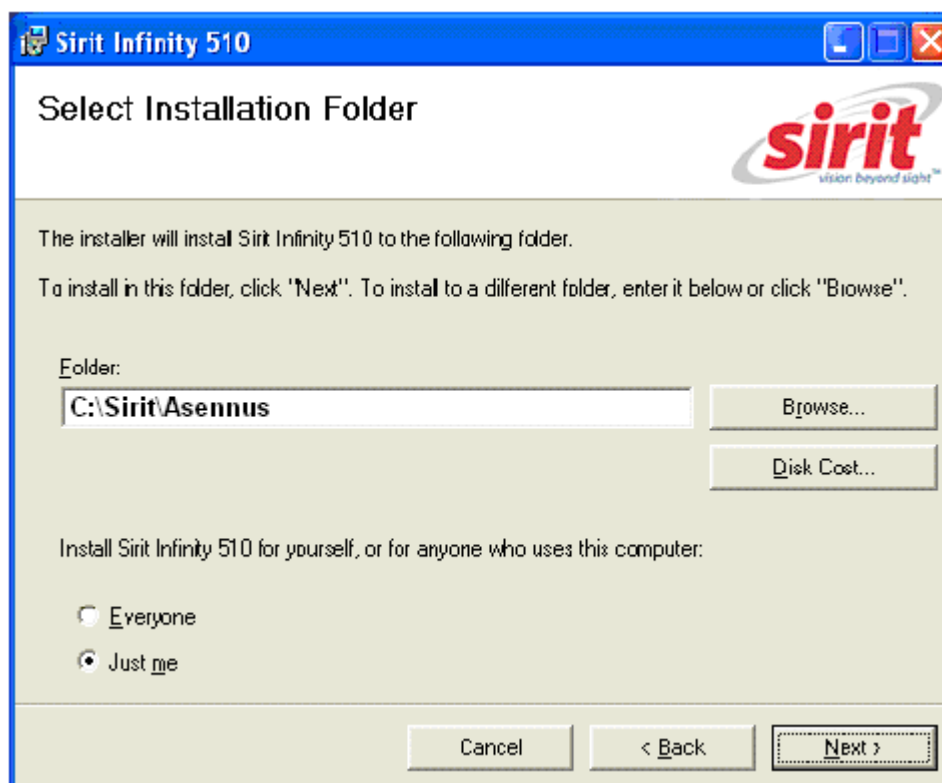 Sirit Infinity 510
Select Installation Folder
sirit
vision beyond sight™
The installer will install Sirit Infinity 510 to the following folder.
To install in this folder, click "Next". To install to a different folder, enter it below or click "Browse".
Folder:
C:\Sirit\Asennus
Browse...
Disk Cost...
Install Sirit Infinity 510 for yourself, or for anyone who uses this computer:
Everyone
Just me
Cancel
< Back
Next >